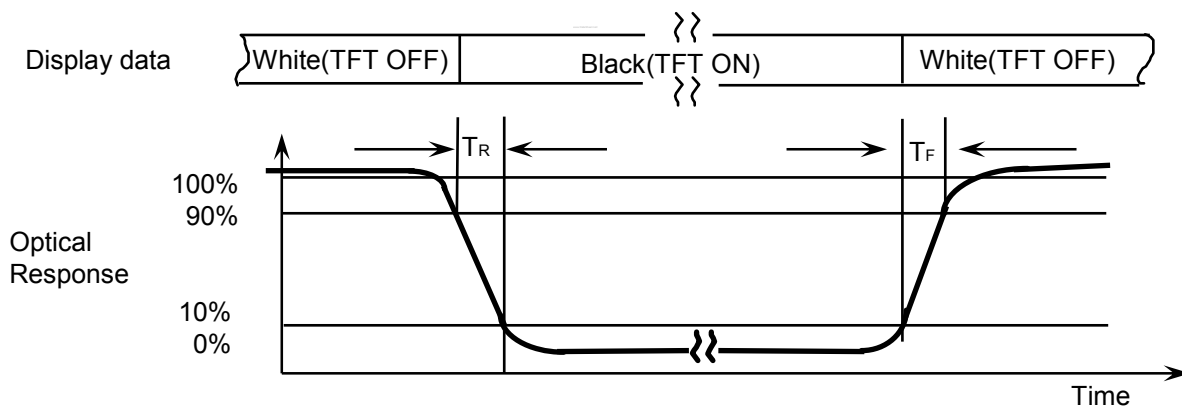 Display data
White(TFT OFF)
Black(TFT ON)
White(TFT OFF)
TR
TF
100%
90%
Optical
Response
10%
0%
Time